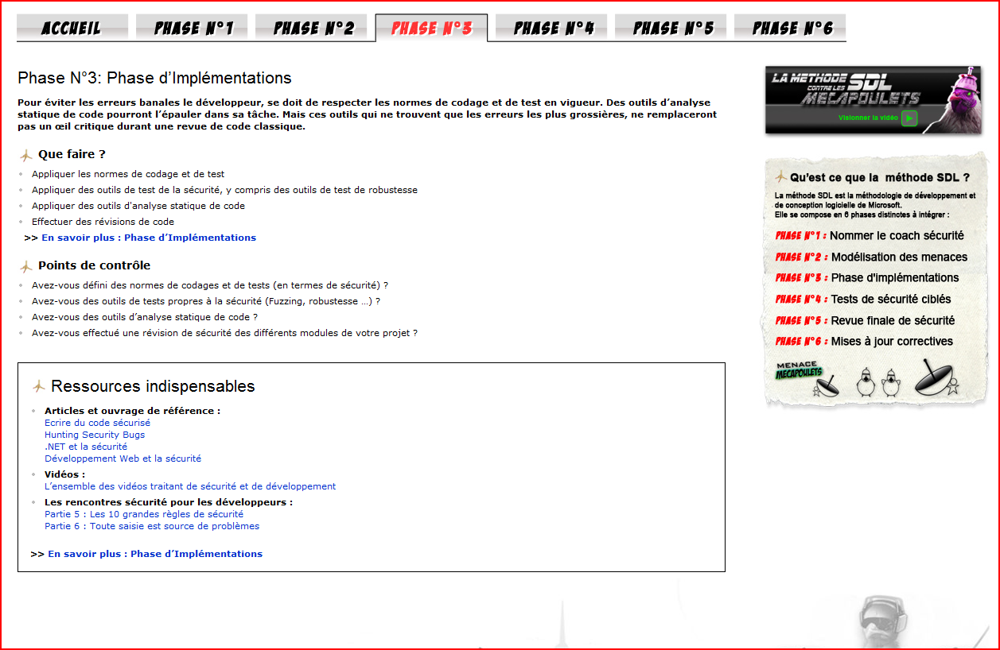 ACCUEIL
PHASE N°1
PHASE N°2
PHASE N°3
PHASE N°4
PHASE N°5
PHASE N°6
Phase N°3: Phase d’Implémentations
Pour éviter les erreurs banales le développeur, se doit de respecter les normes de codage et de test en vigueur. Des outils d’analyse
statique de code pourront l’épauler dans sa tâche. Mais ces outils qui ne trouvent que les erreurs les plus grossières, ne remplaceront
pas un œil critique durant une revue de code classique.
Que faire ?
Appliquer les normes de codage et de test
Appliquer des outils de test de la sécurité, y compris des outils de test de robustesse
Appliquer des outils d'analyse statique de code
Effectuer des révisions de code
>> En savoir plus : Phase d’Implémentations
Points de contrôle
Avez-vous défini des normes de codages et de tests (en termes de sécurité) ?
Avez-vous des outils de tests propres à la sécurité (Fuzzing, robustesse …) ?
Avez-vous des outils d’analyse statique de code ?
Avez-vous effectué une révision de sécurité des différents modules de votre projet ?
Ressources indispensables
Articles et ouvrage de référence :
Ecrire du code sécurisé
Hunting Security Bugs
.NET et la sécurité
Développement Web et la sécurité
Vidéos :
L’ensemble des vidéos traitant de sécurité et de développement
Les rencontres sécurité pour les développeurs :
Partie 5 : Les 10 grandes règles de sécurité
Partie 6 : Toute saisie est source de problèmes
>> En savoir plus : Phase d’Implémentations
LA METHODE SDL
CONTRE LES
MECAPOULETS
Visionner la vidéo
Qu’est ce que la méthode SDL ?
La méthode SDL est la méthodologie de développement et
de conception logicielle de Microsoft.
Elle se compose en 6 phases distinctes à intégrer :
PHASE N°1 : Nommer le coach sécurité
PHASE N°2 : Modélisation des menaces
PHASE N°3 : Phase d'implémentations
PHASE N°4 : Tests de sécurité ciblés
PHASE N°5 : Revue finale de sécurité
PHASE N°6 : Mises à jour correctives
MENACE
MECAPOULETS